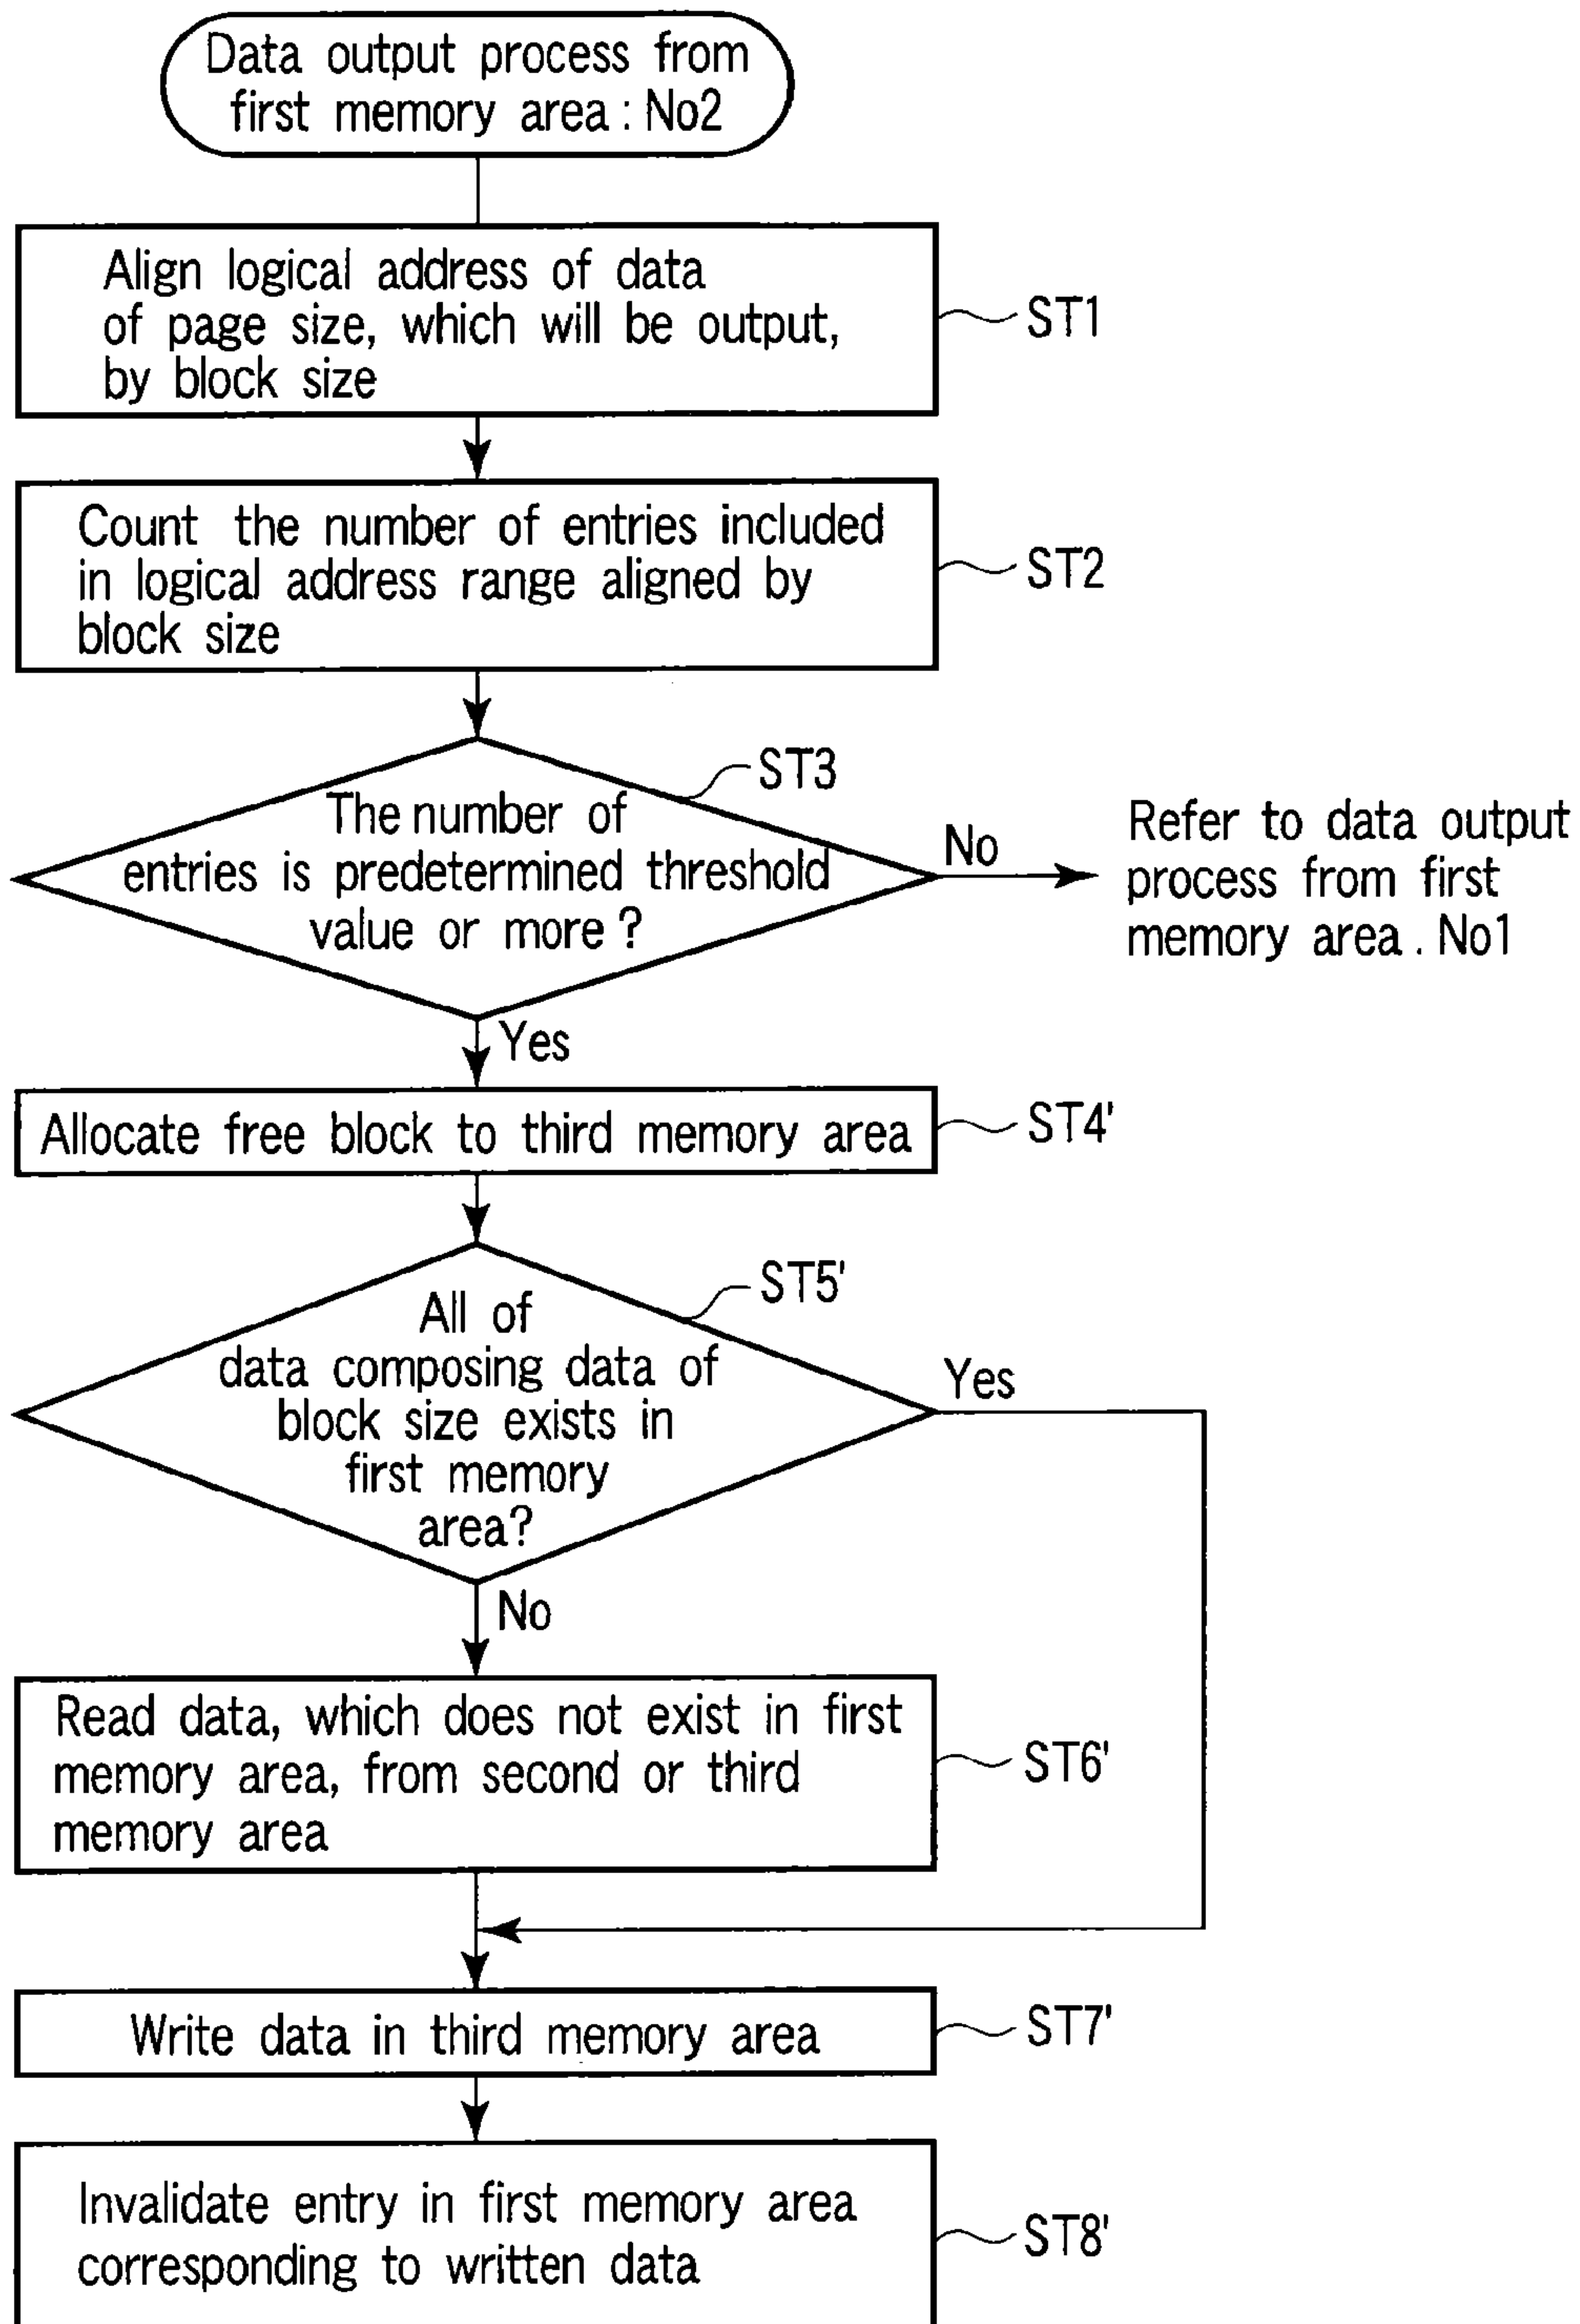 Data output process from
first memory area : No2
Align logical address of data
of page size, which will be output,
by block size
ST1
Count the number of entries included
in logical address range aligned by
block size
ST2
ST3
The number of
entries is predetermined threshold
value or more ?
No
Refer to data output
process from first
memory area . No1
Yes
Allocate free block to third memory area
ST4'
ST5'
All of
data composing data of
block size exists in
first memory
area?
Yes
No
Read data, which does not exist in first
memory area, from second or third
memory area
ST6'
Write data in third memory area
ST7'
Invalidate entry in first memory area
corresponding to written data
ST8'